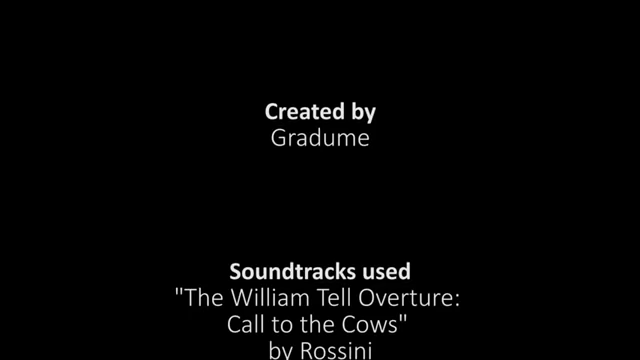 Created by
Gradume
Soundtracks used
"The William Tell Overture:
Call to the Cows"
by Rossini